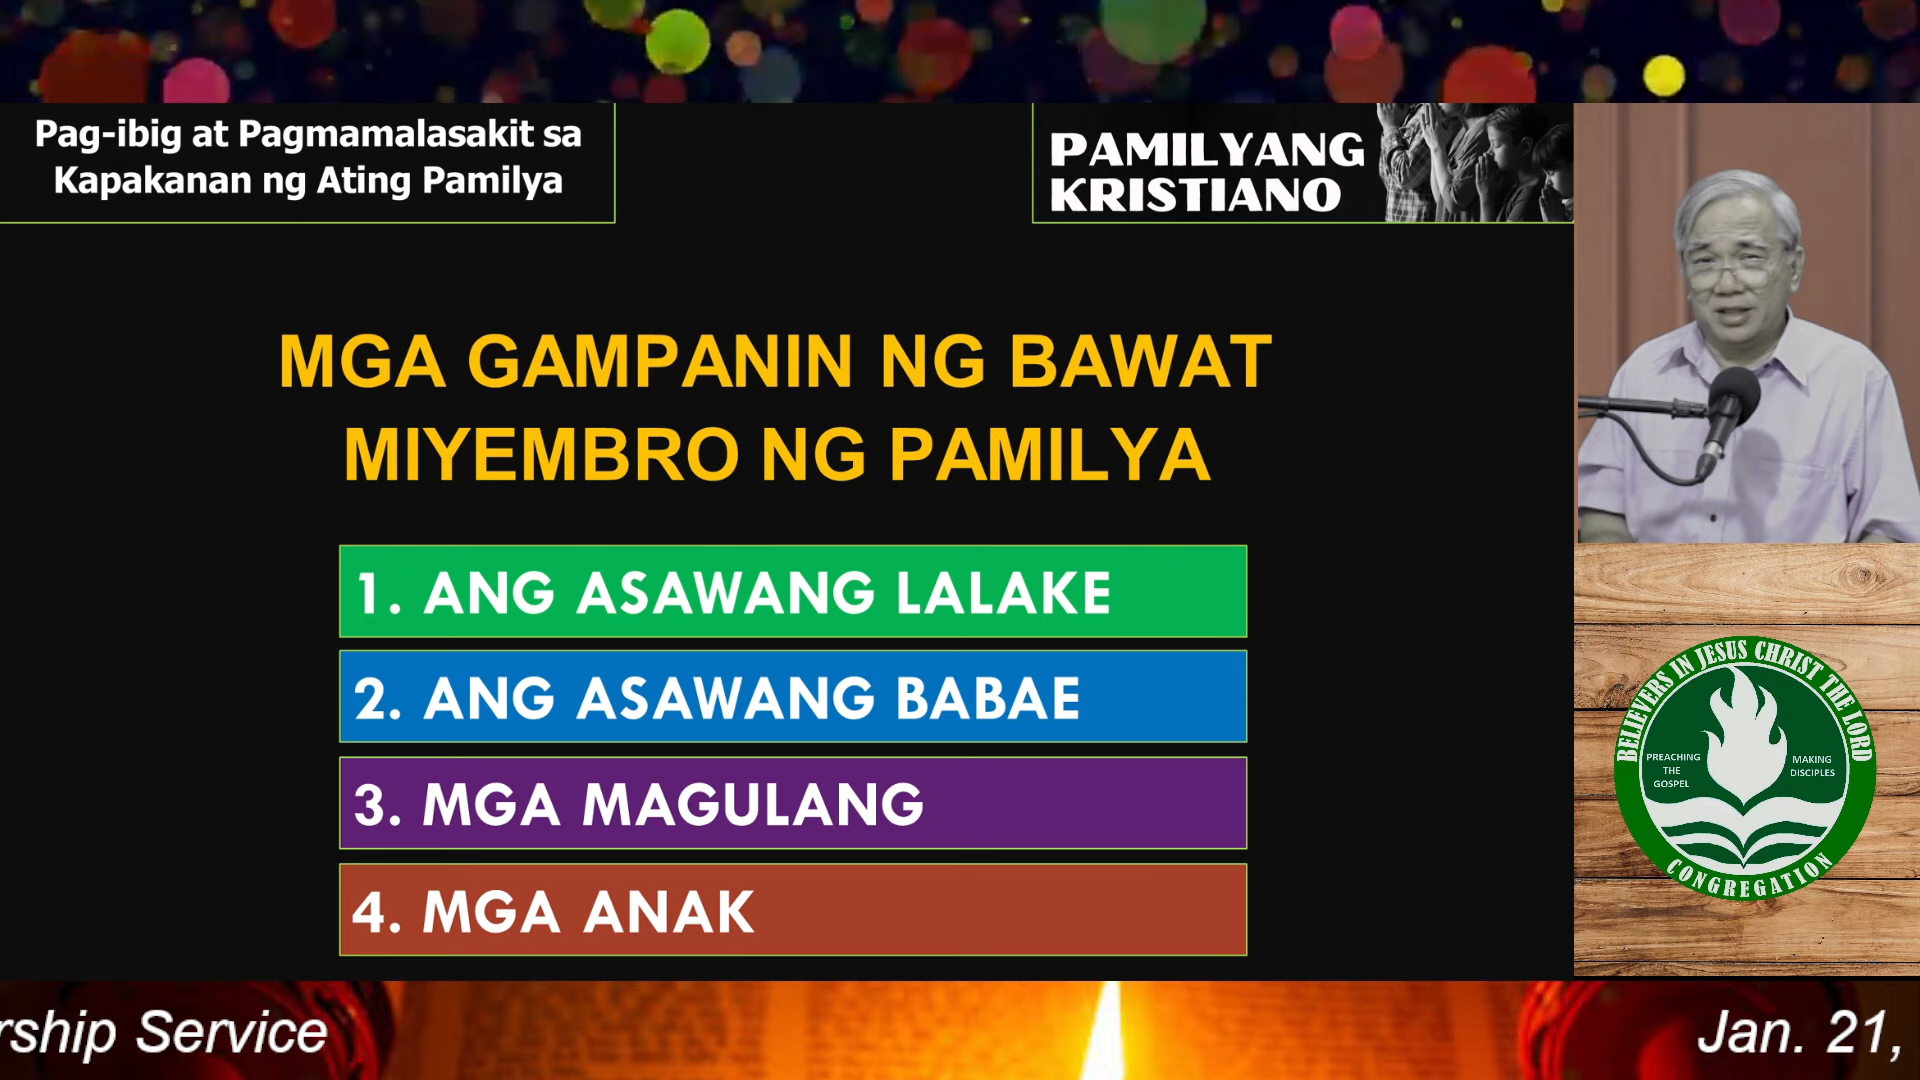 Pag-ibig at Pagmamalasakit sa
Kapakanan ng Ating Pamilya
PAMILYANG
KRISTIANO
MGA GAMPANIN NG BAWAT
MIYEMBRO NG PAMILYA
1. ANG ASAWANG LALAKE
2. ANG ASAWANG BABAE
3. MGA MAGULANG
4. MGA ANAK
BELIEVERS IN JESUS CHRIST THE LORD
PREACHING
THE
GOSPEL
MAKING
DISCIPLES
CONGREGATION
rship Service
Jan. 21,